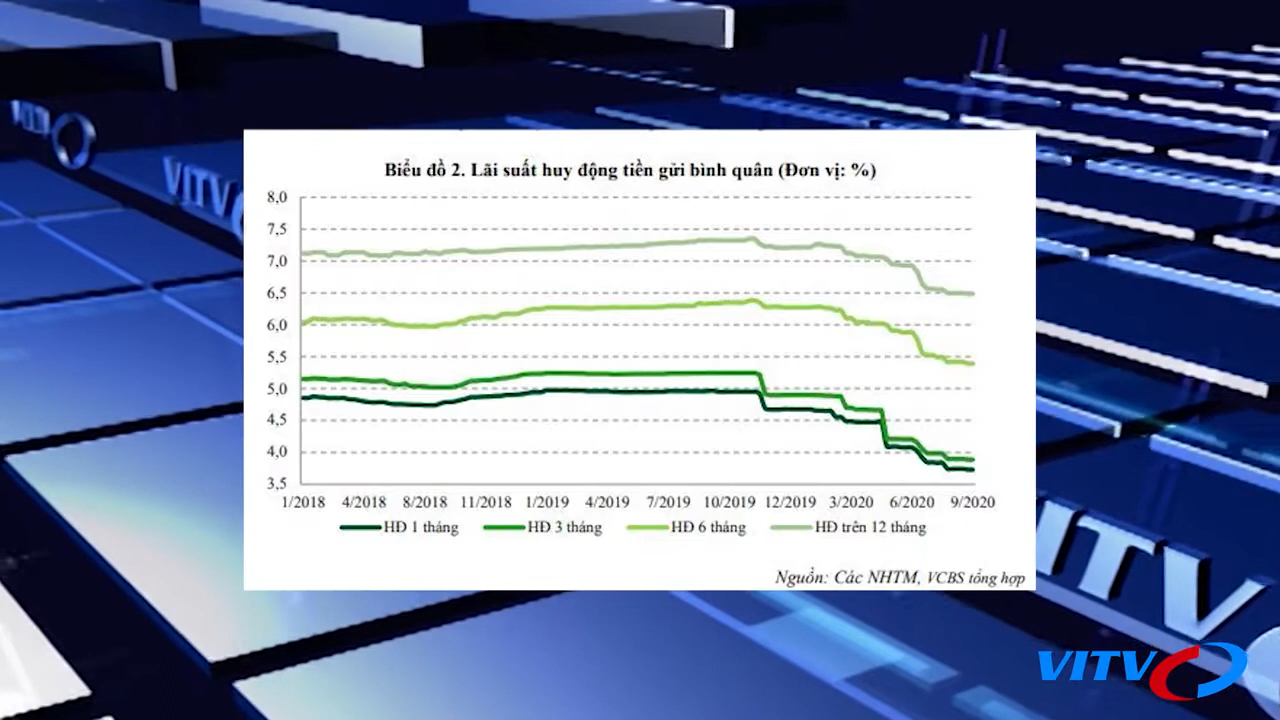 Biểu đồ 2. Lãi suất huy động tiền gửi bình quân (Đơn vị: %)
8,0
7,5
7,0
6,5
6,0
5,5
5,0
4,5
4,0
3,5
1/2018 4/2018 8/2018 11/2018 1/2019 4/2019 7/2019 10/2019 12/2019 3/2020 6/2020 9/2020
HĐ 1 tháng HĐ 3 tháng HĐ 6 tháng HĐ trên 12 tháng
Nguồn: Các NHTM, VCBS tổng hợp
VITV
ITV
VITV